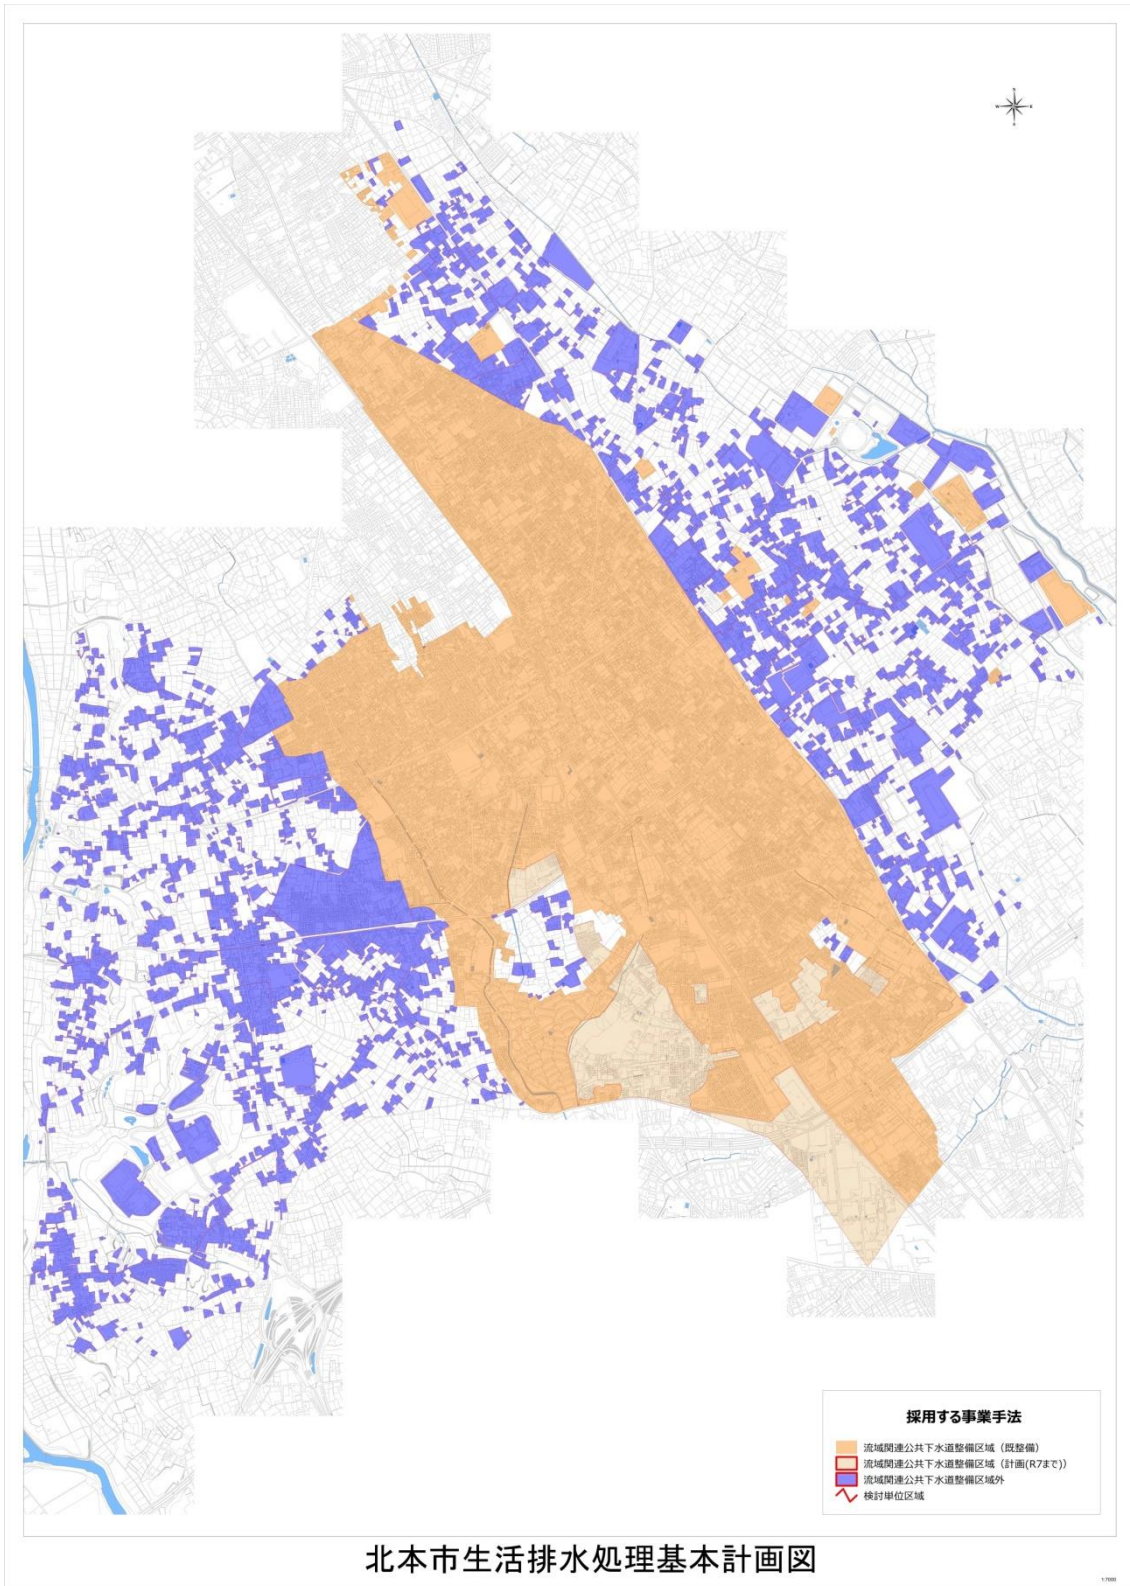 N
W
E
S
採用する事業手法
流域関連公共下水道整備区域（既整備）
流域関連公共下水道整備区域（計画(R7まで)）
流域関連公共下水道整備区域外
検討単位区域
北本市生活排水処理基本計画図
1:7000